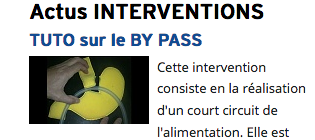 Actus INTERVENTIONS
TUTO sur le BY PASS
Cette intervention
consiste en la réalisation
d'un court circuit de
l'alimentation. Elle est